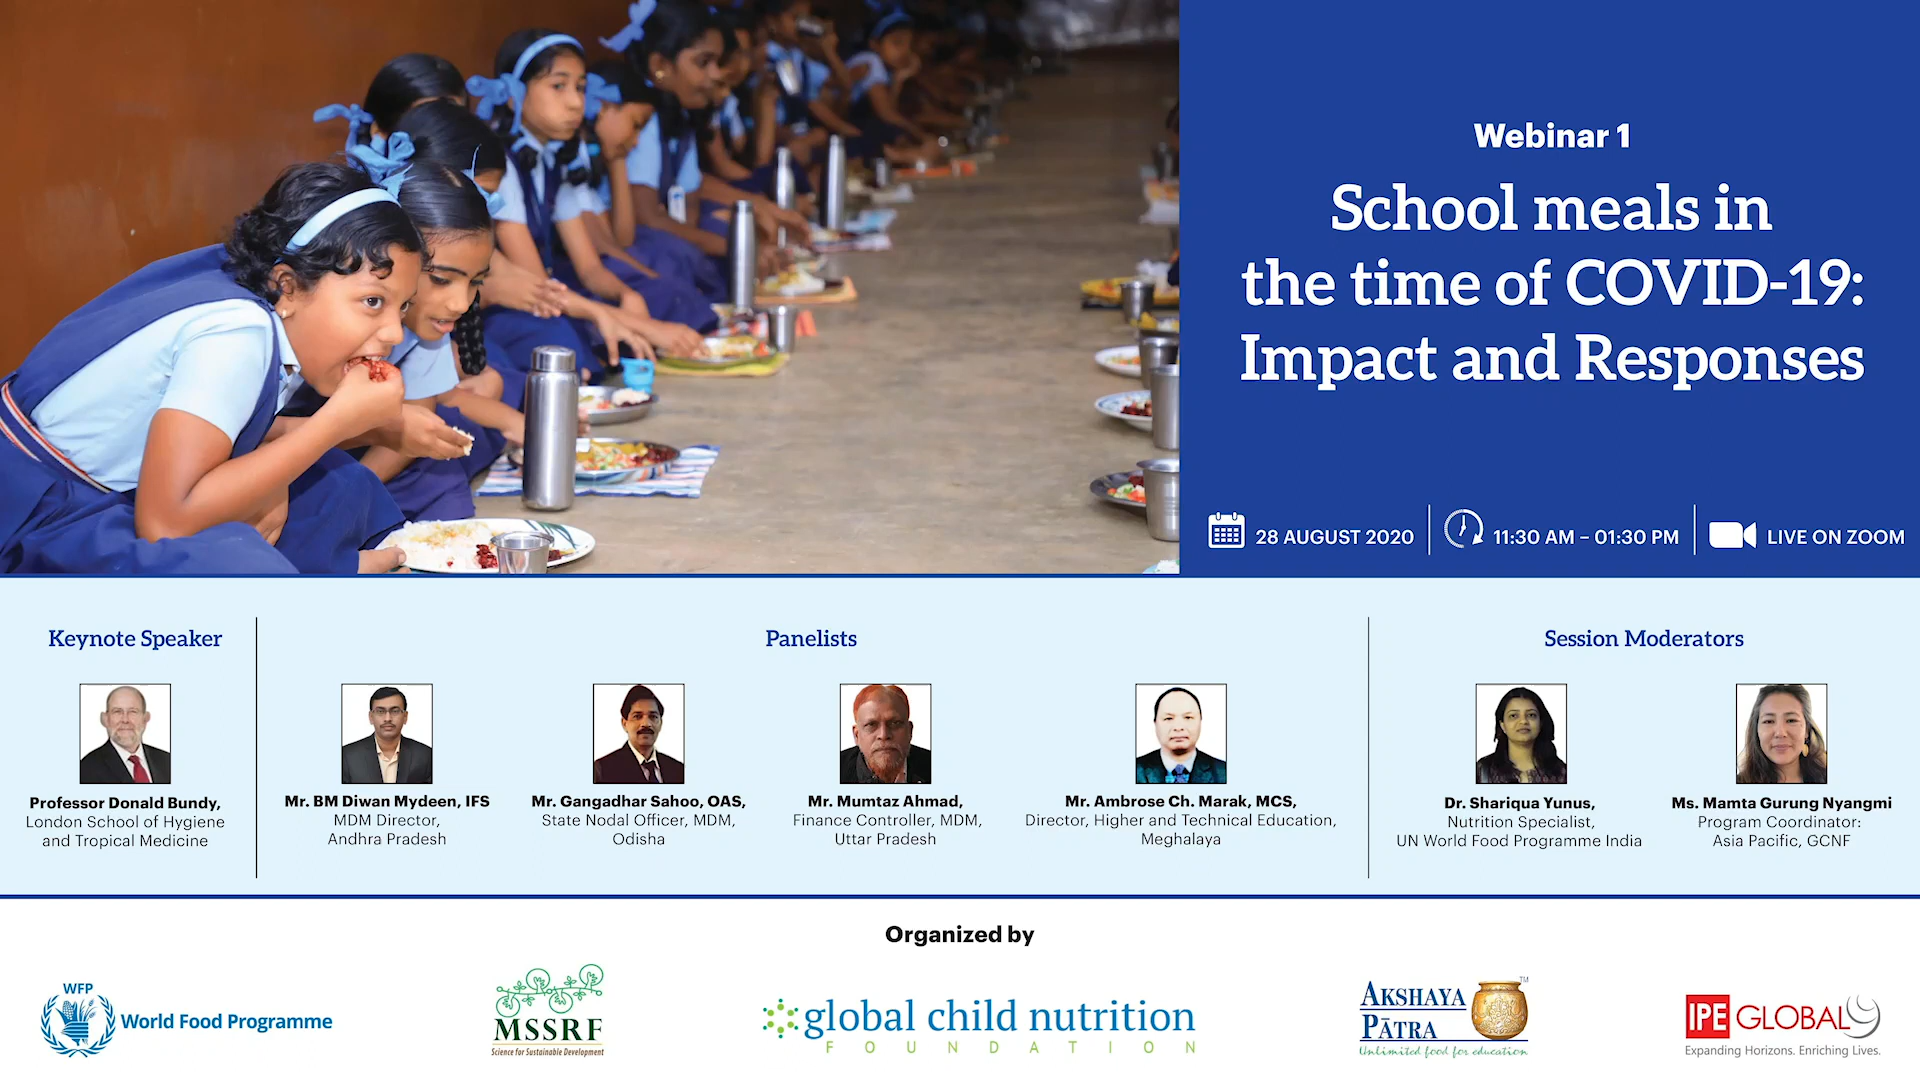 Webinar 1
School meals in
the time of COVID-19:
Impact and Responses
28 AUGUST 2020
11:30 AM – 01:30 PM
LIVE ON ZOOM
Keynote Speaker
Professor Donald Bundy,
London School of Hygiene
and Tropical Medicine
Panelists
Mr. BM Diwan Mydeen, IFS
MDM Director,
Andhra Pradesh
Mr. Gangadhar Sahoo, OAS,
State Nodal Officer, MDM,
Odisha
Mr. Mumtaz Ahmad,
Finance Controller, MDM,
Uttar Pradesh
Mr. Ambrose Ch. Marak, MCS,
Director, Higher and Technical Education,
Meghalaya
Session Moderators
Dr. Shariqua Yunus,
Nutrition Specialist,
UN World Food Programme India
Ms. Mamta Gurung Nyangmi
Program Coordinator:
Asia Pacific, GCNF
Organized by
WFP
World Food Programme
MSSRF
Science for Sustainable Development
global child nutrition
FOUNDATION
AKSHAYA
PĀTRA
TM
Unlimited food for education
IPE GLOBAL
Expanding Horizons. Enriching Lives.